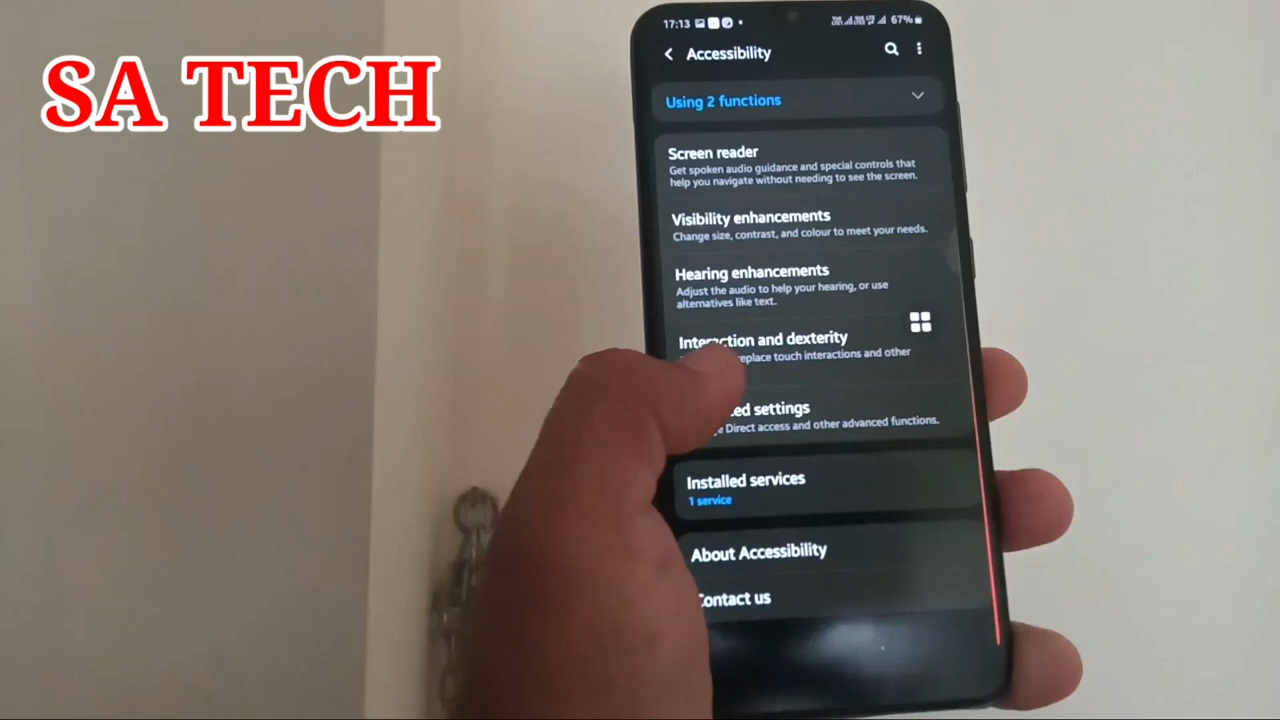 SA TECH
17:13
67%
Accessibility
Using 2 functions
Screen reader
Get spoken audio guidance and special controls that
help you navigate without needing to see the screen.
Visibility enhancements
Change size, contrast, and colour to meet your needs.
Hearing enhancements
Adjust the audio to help your hearing, or use
alternatives like text.
Interaction and dexterity
replace touch interactions and other
settings
Direct access and other advanced functions.
Installed services
1 service
About Accessibility
Contact us